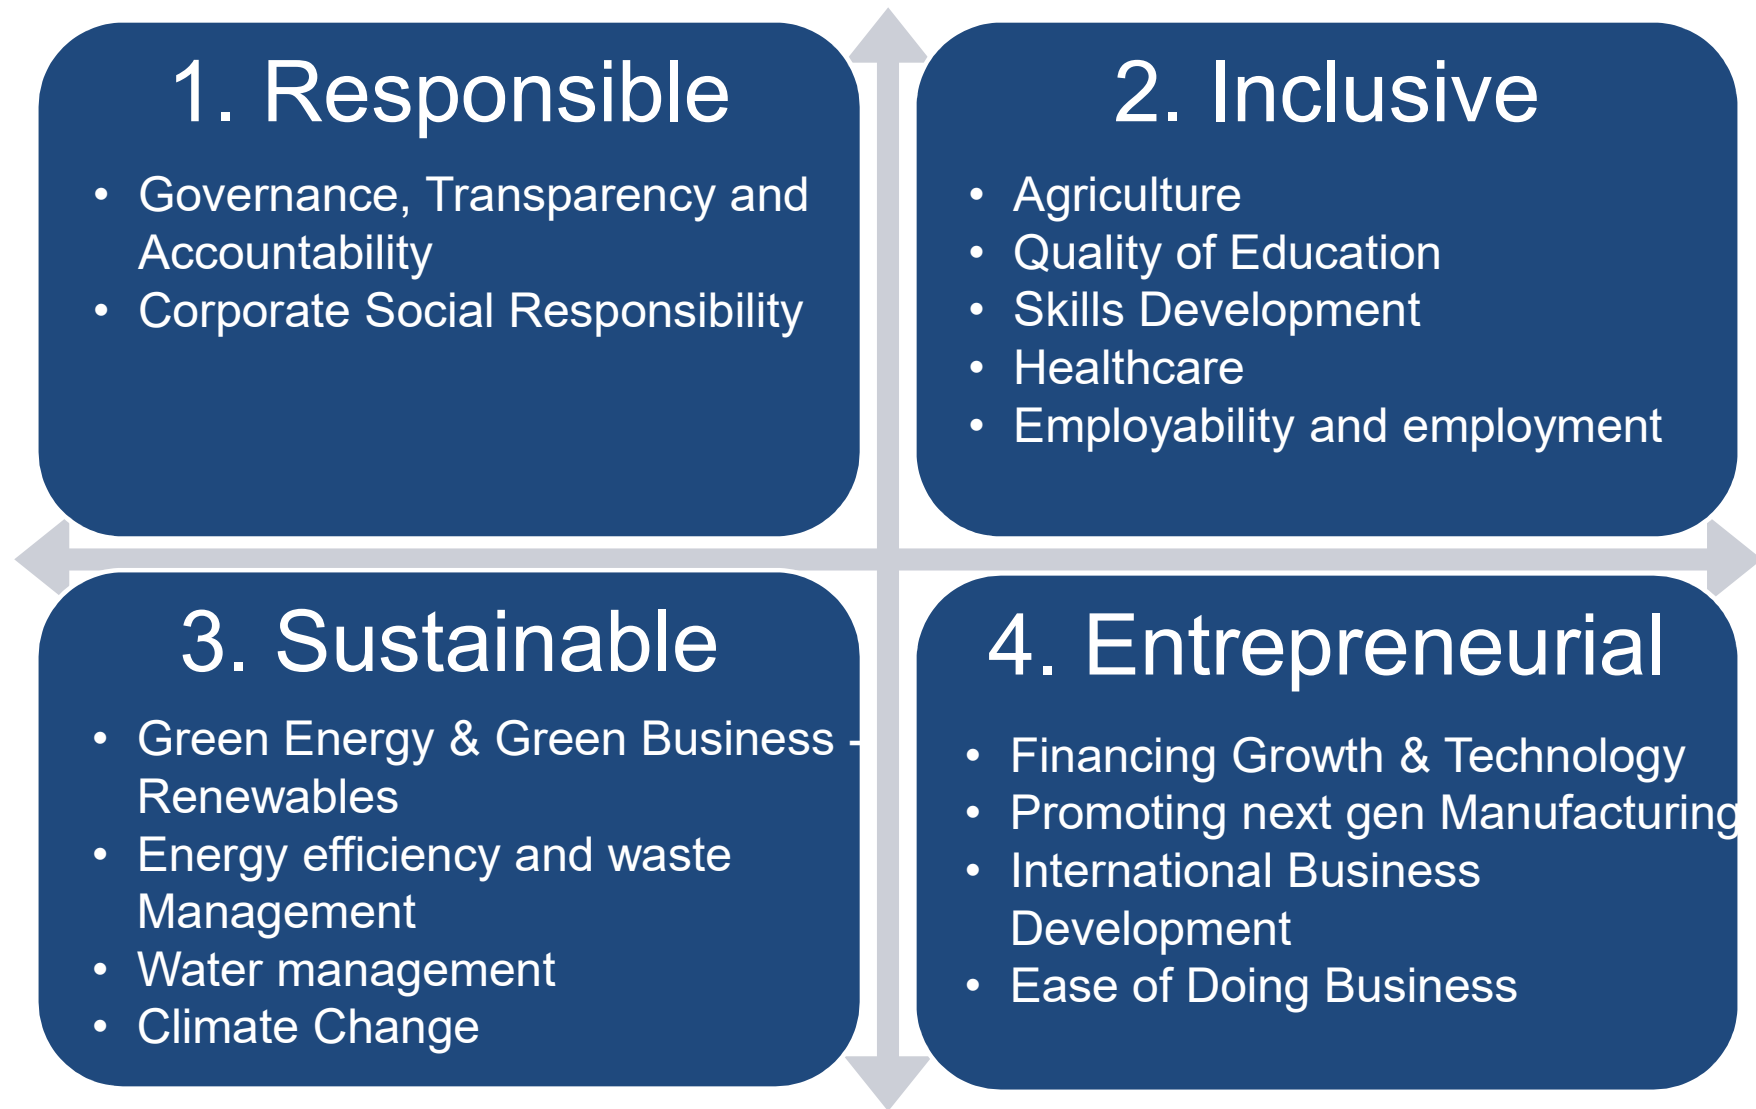 1. Responsible
• Governance, Transparency and
Accountability
• Corporate Social Responsibility
2. Inclusive
• Agriculture
• Quality of Education
• Skills Development
• Healthcare
• Employability and employment
3. Sustainable
• Green Energy & Green Business -
Renewables
• Energy efficiency and waste
Management
• Water management
• Climate Change
4. Entrepreneurial
• Financing Growth & Technology
• Promoting next gen Manufacturing
• International Business
Development
• Ease of Doing Business